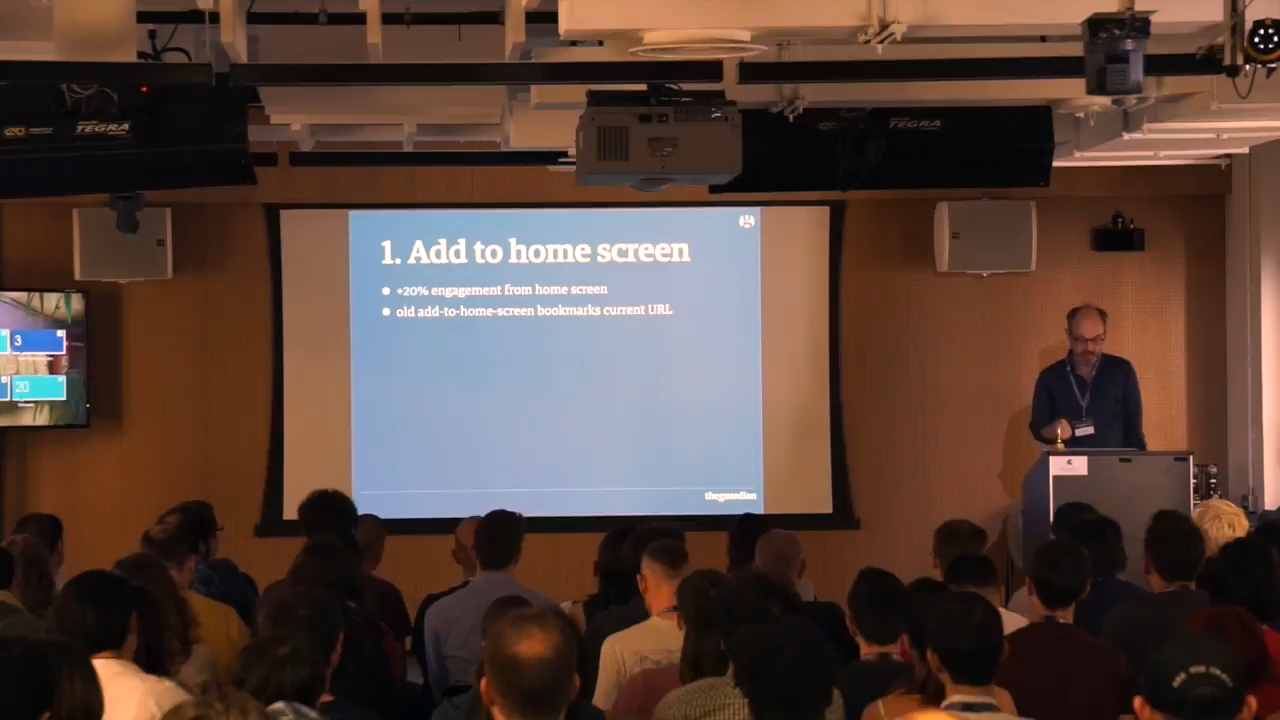 TEGRA
TEGRA
1. Add to home screen
+20% engagement from home screen
old add-to-home-screen bookmarks current URL
3
20
theguardian